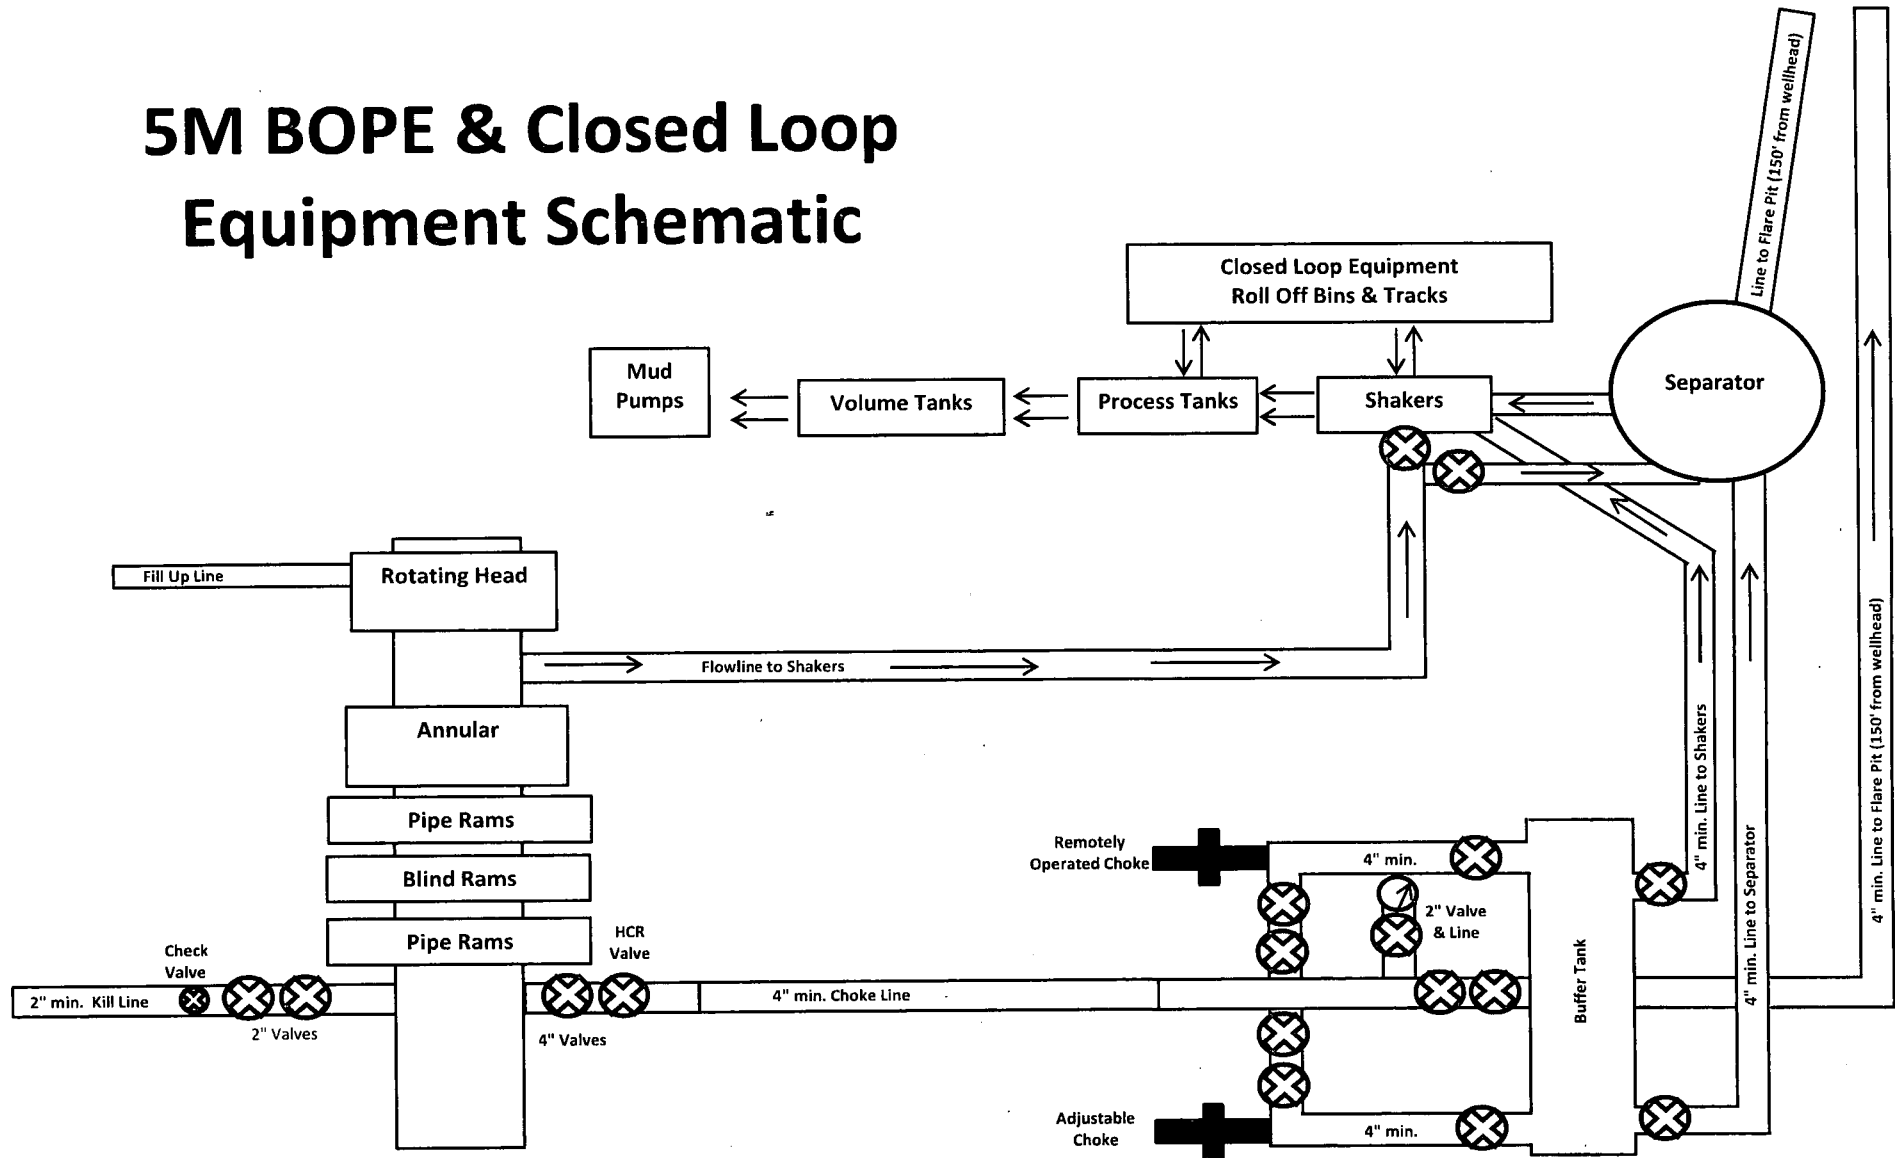 5M BOPE & Closed Loop
Equipment Schematic
Line to Flare Pit (150' from wellhead)
Closed Loop Equipment
Roll Off Bins & Tracks
Mud
Pumps
Volume Tanks
Process Tanks
Shakers
Separator
Fill Up Line
Rotating Head
Flowline to Shakers
Annular
Pipe Rams
Blind Rams
Pipe Rams
Check
Valve
HCR
Valve
2" min. Kill Line
2" Valves
4" Valves
4" min. Choke Line
Remotely
Operated Choke
4" min.
2" Valve
& Line
Adjustable
Choke
4" min.
Buffer Tank
4" min. Line to Shakers
4" min. Line to Separator
4" min. Line to Flare Pit (150' from wellhead)